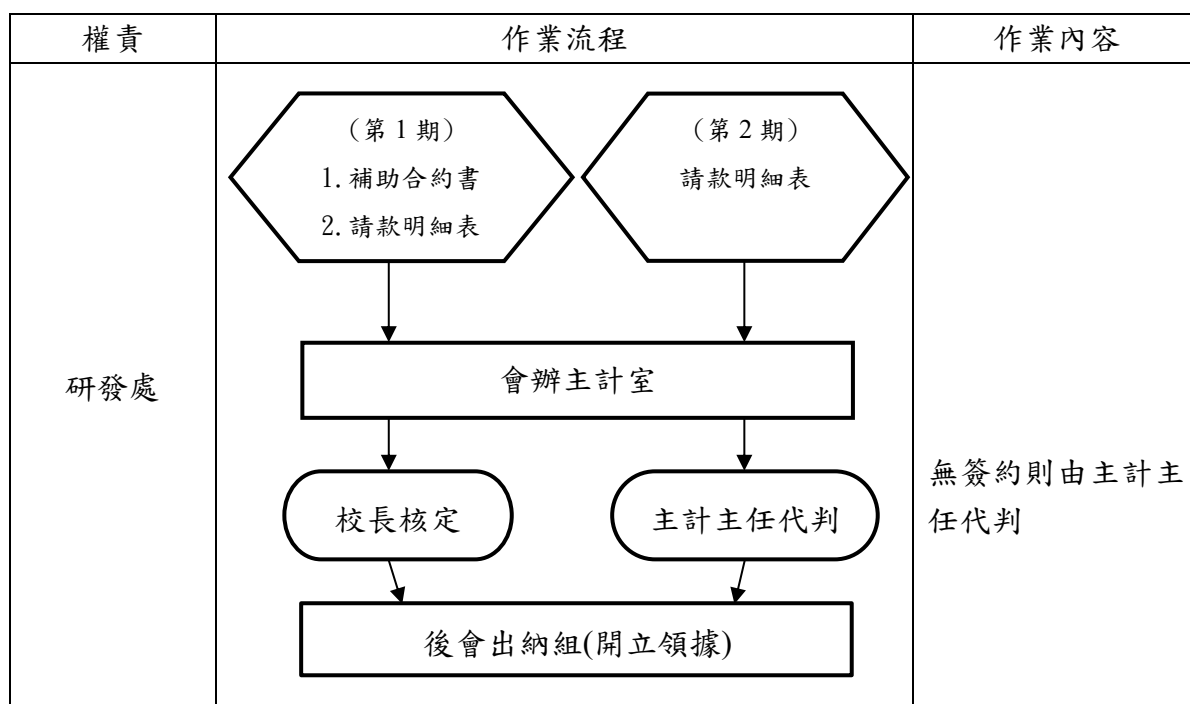 權責
作業流程
作業內容
研發處
(第 1 期)
1.補助合約書
2.請款明細表
(第 2 期)
請款明細表
會辦主計室
校長核定
主計主任代判
後會出納組(開立領據)
無簽約則由主計主
任代判